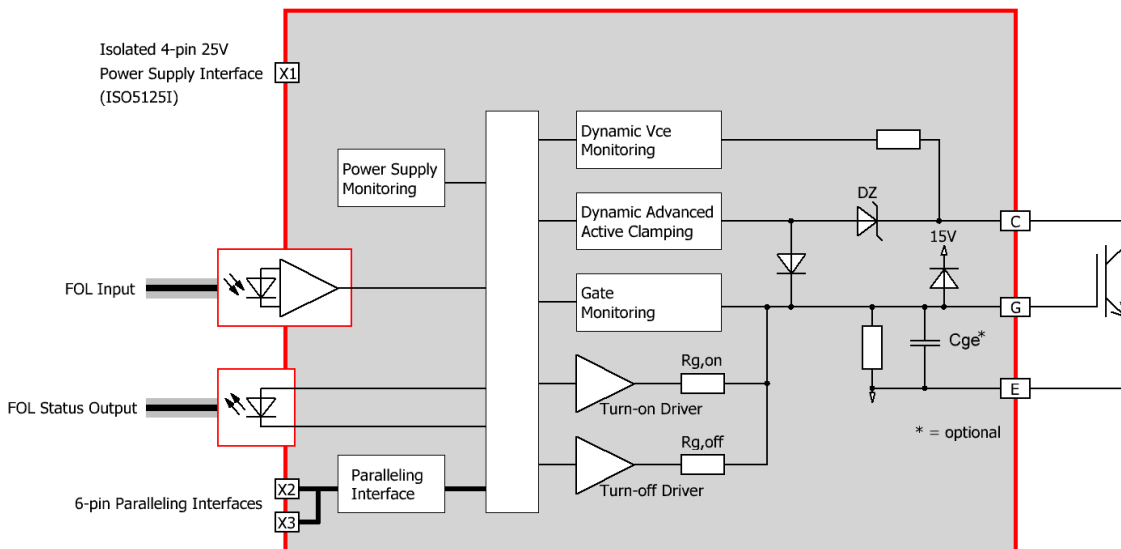 Isolated 4-pin 25V
Power Supply Interface
(ISO5125I)
X1
Power Supply
Monitoring
Dynamic Vce
Monitoring
Dynamic Advanced
Active Clamping
DZ
C
15V
FOL Input
Gate
Monitoring
G
Cge*
Rg,on
Turn-on Driver
E
FOL Status Output
* = optional
Rg,off
Turn-off Driver
6-pin Paralleling Interfaces
X2
X3
Paralleling
Interface